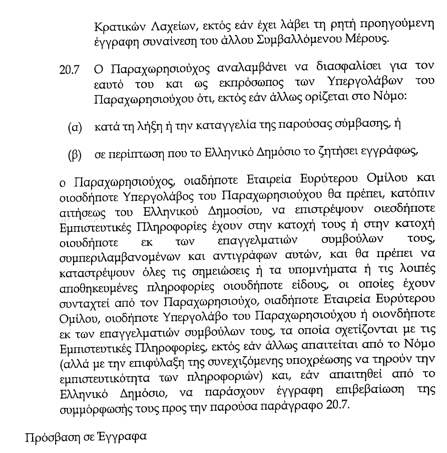 Κρατικών Λαχείων, εκτός εάν έχει λάβει τη ρητή προηγούμενη
έγγραφη συναίνεση του άλλου Συμβαλλόμενου Μέρους.
20.7 Ο Παραχωρησιούχος αναλαμβάνει να διασφαλίσει για τον
εαυτό του και ως εκπρόσωπος των Υπεργολάβων του
Παραχωρησιούχου ότι, εκτός εάν άλλως ορίζεται στο Νόμο:
(α) κατά τη λήξη ή την καταγγελία της παρούσας σύμβασης, ή
(β) σε περίπτωση που το Ελληνικό Δημόσιο το ζητήσει εγγράφως,
ο Παραχωρησιούχος, οιαδήποτε Εταιρεία Ευρύτερου Ομίλου και
οιοσδήποτε Υπεργολάβος του Παραχωρησιούχου θα πρέπει, κατόπιν
αιτήσεως του Ελληνικού Δημοσίου, να επιστρέψουν οιεσδήποτε
Εμπιστευτικές Πληροφορίες έχουν στην κατοχή τους ή στην κατοχή
οιουδήποτε εκ των επαγγελματιών συμβούλων τους,
συμπεριλαμβανομένων και αντιγράφων αυτών, και θα πρέπει να
καταστρέψουν όλες τις σημειώσεις ή τα υπομνήματα ή τις λοιπές
αποθηκευμένες πληροφορίες οιουδήποτε είδους, οι οποίες έχουν
συνταχτεί από τον Παραχωρησιούχο, οιαδήποτε Εταιρεία Ευρύτερου
Ομίλου, οιοδήποτε Υπεργολάβο του Παραχωρησιούχου ή οιονδήποτε
εκ των επαγγελματιών συμβούλων τους, τα οποία σχετίζονται με τις
Εμπιστευτικές Πληροφορίες, εκτός εάν άλλως απαιτείται από το Νόμο
(αλλά με την επιφύλαξη της συνεχιζόμενης υποχρέωσης να τηρούν την
εμπιστευτικότητα των πληροφοριών) και, εάν απαιτηθεί από το
Ελληνικό Δημόσιο, να παράσχουν έγγραφη επιβεβαίωση της
συμμόρφωσής τους προς την παρούσα παράγραφο 20.7.
Πρόσβαση σε Έγγραφα